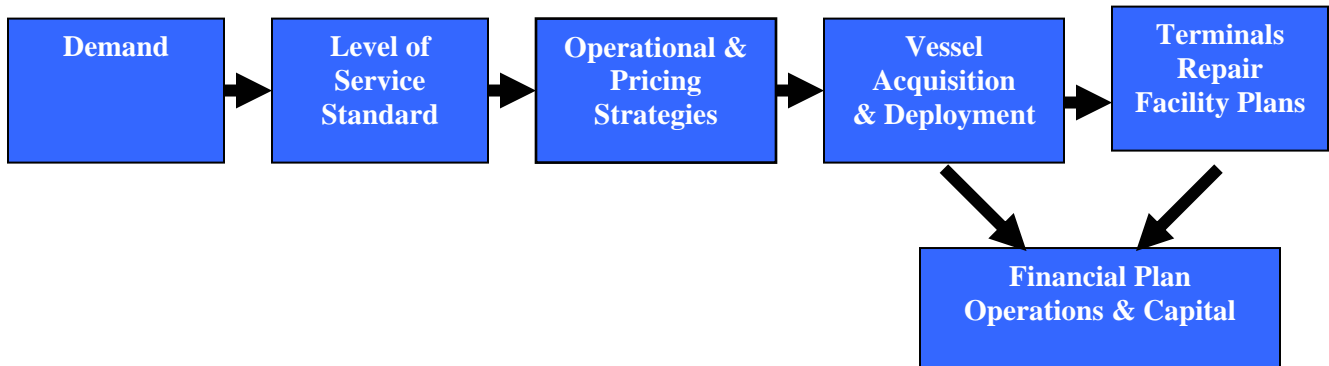 Demand
Level of
Service
Standard
Operational &
Pricing
Strategies
Vessel
Acquisition
& Deployment
Terminals
Repair
Facility Plans
Financial Plan
Operations & Capital